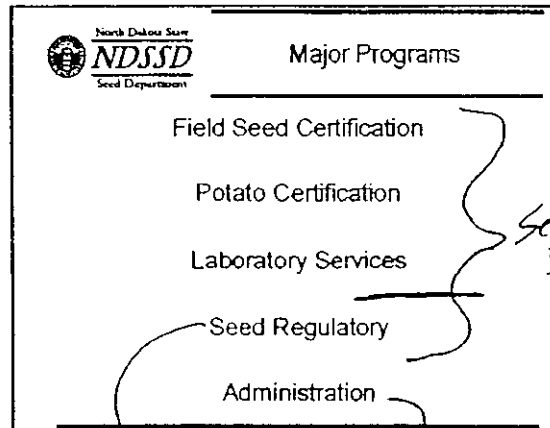 North Dakota State
NDSSD
Seed Department
Major Programs
Field Seed Certification
Potato Certification
Laboratory Services
Seed Regulatory
Administration